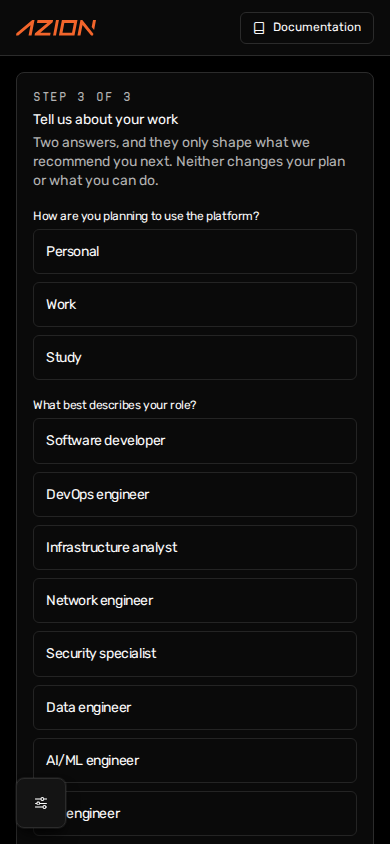 AZION
Documentation
STEP 3 OF 3
Tell us about your work
Two answers, and they only shape what we
recommend you next. Neither changes your plan
or what you can do.
How are you planning to use the platform?
Personal
Work
Study
What best describes your role?
Software developer
DevOps engineer
Infrastructure analyst
Network engineer
Security specialist
Data engineer
AI/ML engineer
engineer